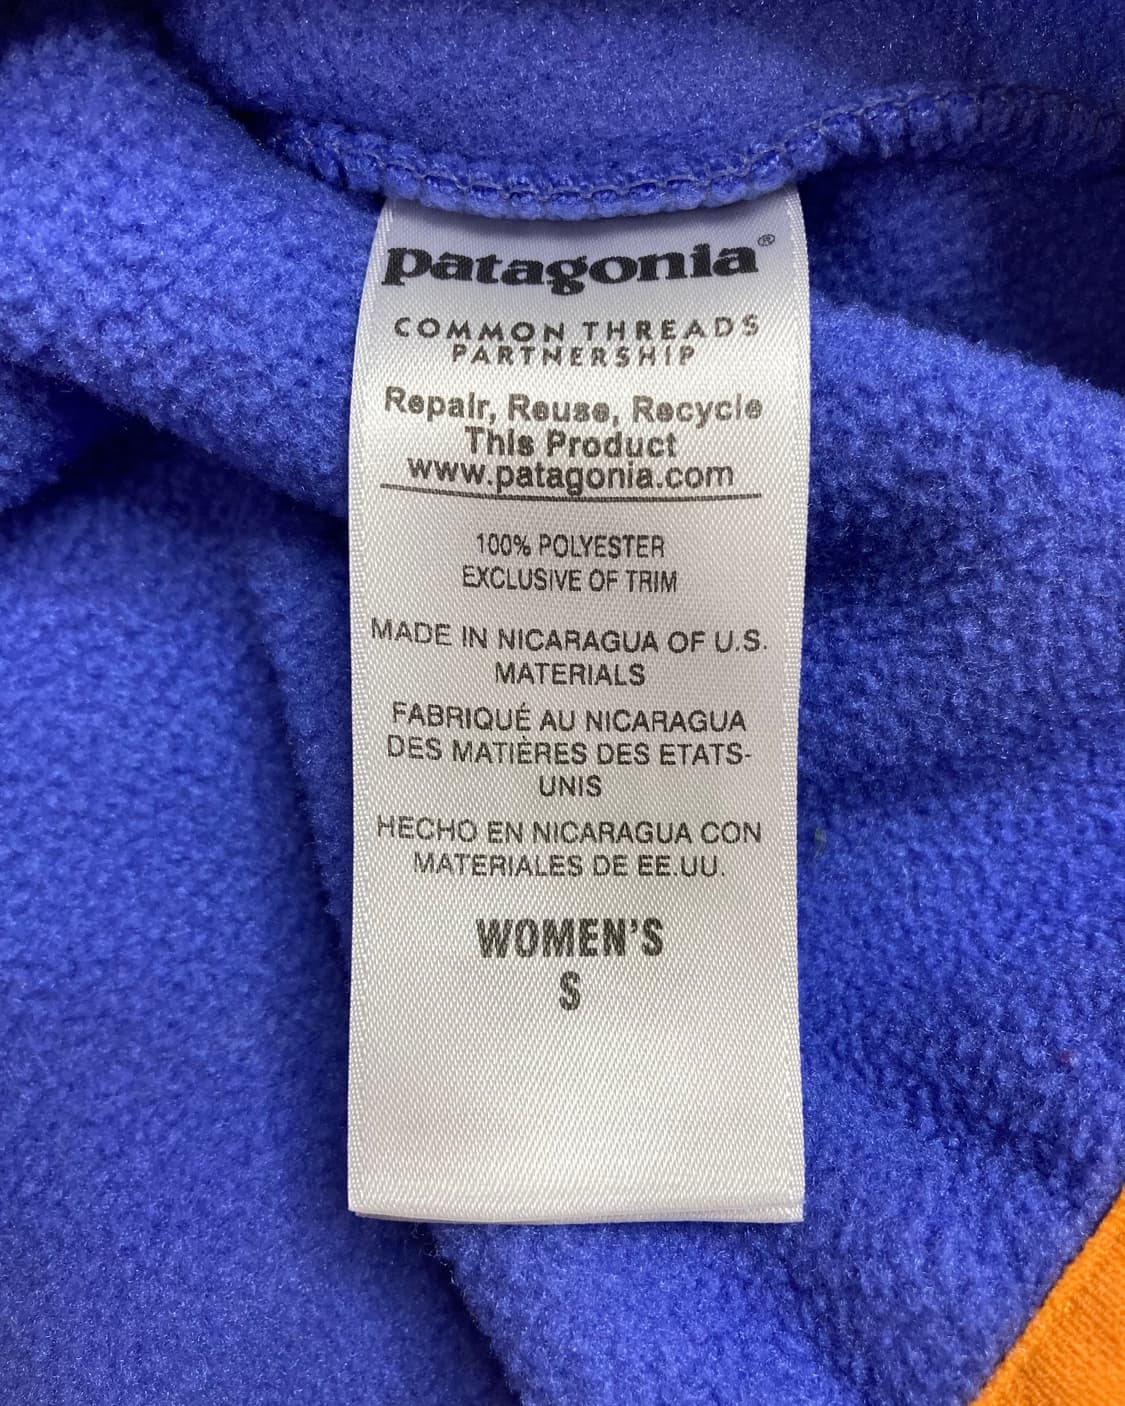 patagonia®
COMMON THREADS
PARTNERSHIP
Repair, Reuse, Recycle
This Product
www.patagonia.com
100% POLYESTER
EXCLUSIVE OF TRIM
MADE IN NICARAGUA OF U.S.
MATERIALS
FABRIQUÉ AU NICARAGUA
DES MATIÈRES DES ETATS-
UNIS
HECHO EN NICARAGUA CON
MATERIALES DE EE.UU.
WOMEN'S
S